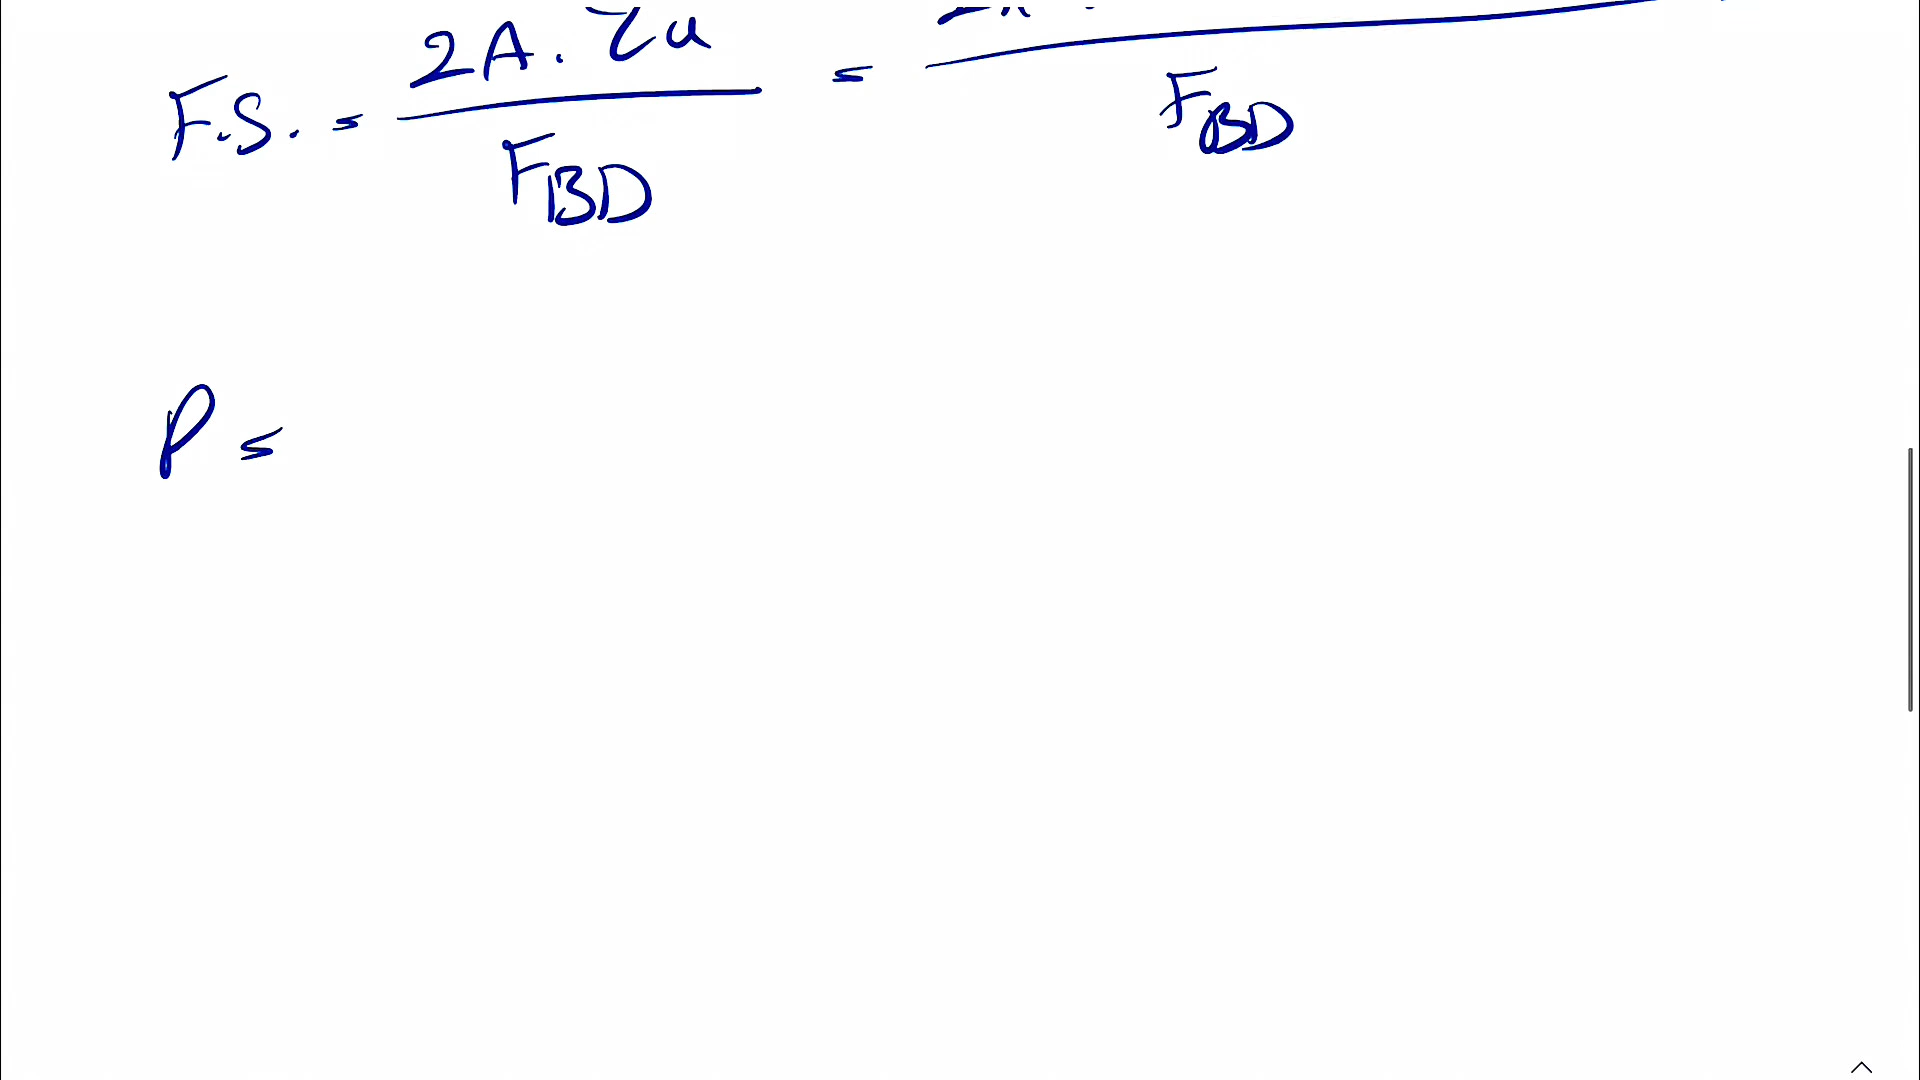 F.S. = 2A. τu / FBD = / FBD
P =